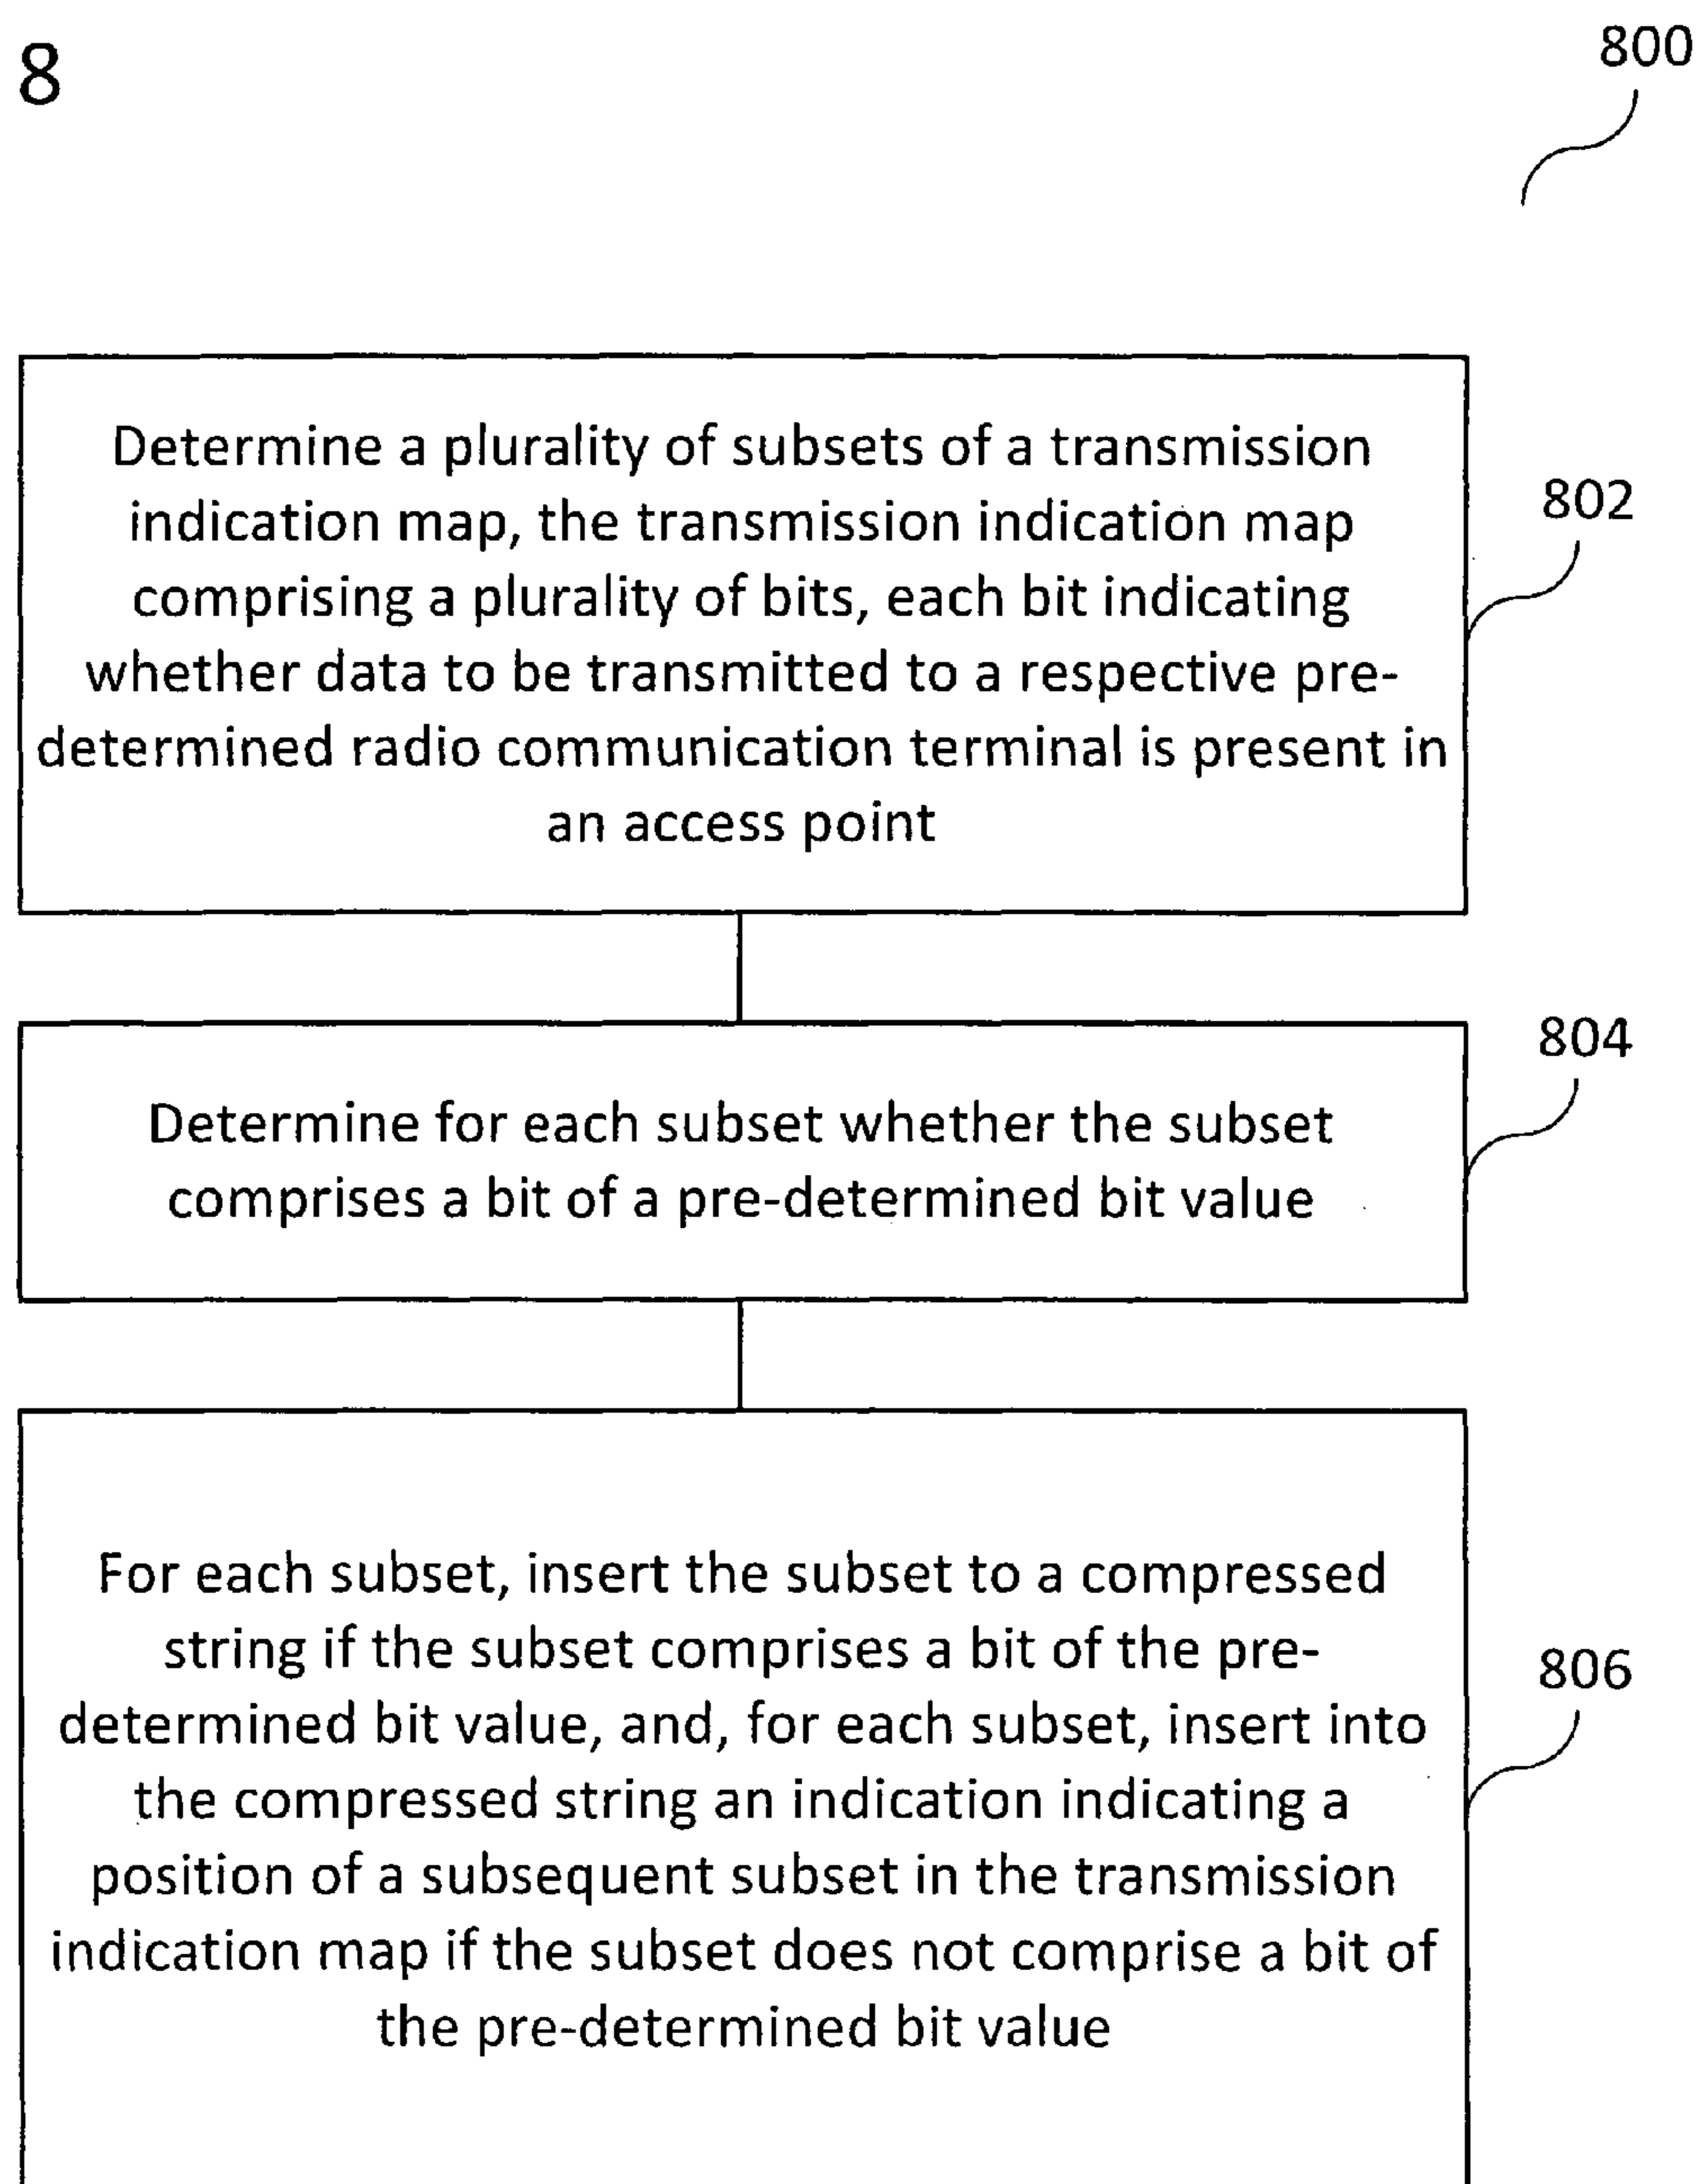 8
800
Determine a plurality of subsets of a transmission
indication map, the transmission indication map
comprising a plurality of bits, each bit indicating
whether data to be transmitted to a respective pre-
determined radio communication terminal is present in
an access point
802
Determine for each subset whether the subset
comprises a bit of a pre-determined bit value
804
For each subset, insert the subset to a compressed
string if the subset comprises a bit of the pre-
determined bit value, and, for each subset, insert into
the compressed string an indication indicating a
position of a subsequent subset in the transmission
indication map if the subset does not comprise a bit of
the pre-determined bit value
806